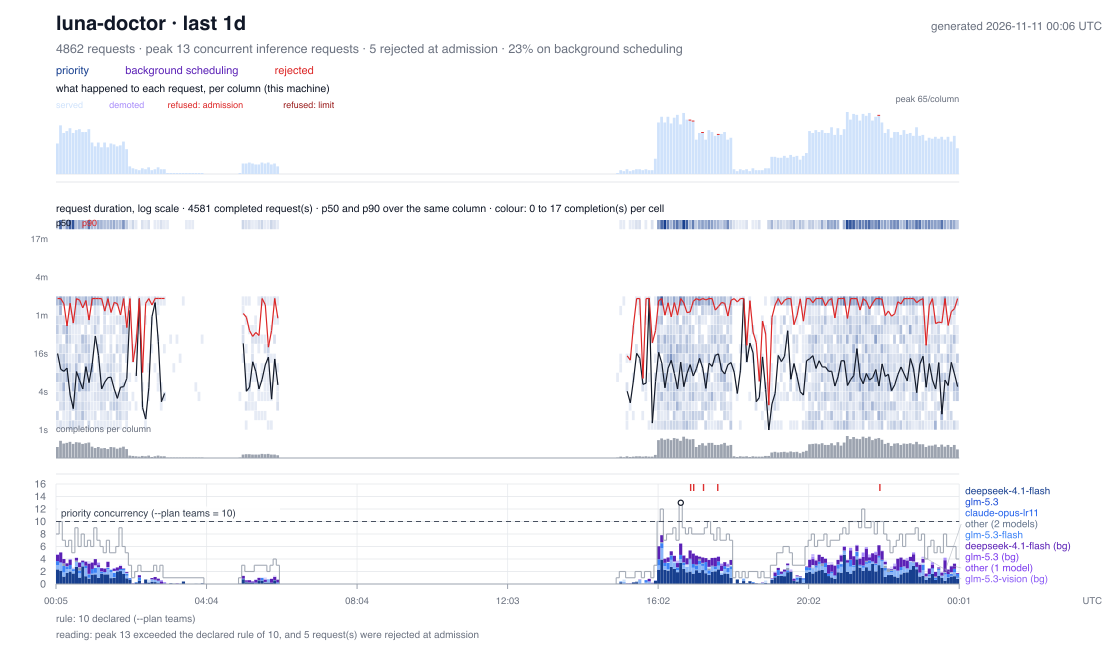 luna-doctor · last 1d
generated 2026-11-11 00:06 UTC
4862 requests · peak 13 concurrent inference requests · 5 rejected at admission · 23% on background scheduling
priority background scheduling rejected
what happened to each request, per column (this machine)
served demoted refused: admission refused: limit
peak 65/column
request duration, log scale · 4581 completed request(s) · p50 and p90 over the same column · colour: 0 to 17 completion(s) per cell
p50 p90
17m
4m
1m
16s
4s
1s
completions per column
16
14
12
10
8
6
4
2
0
priority concurrency (--plan teams = 10)
deepseek-4.1-flash
glm-5.3
claude-opus-lr11
other (2 models)
glm-5.3-flash
deepseek-4.1-flash (bg)
glm-5.3 (bg)
other (1 model)
glm-5.3-vision (bg)
00:05 04:04 08:04 12:03 16:02 20:02 00:01 UTC
rule: 10 declared (--plan teams)
reading: peak 13 exceeded the declared rule of 10, and 5 request(s) were rejected at admission